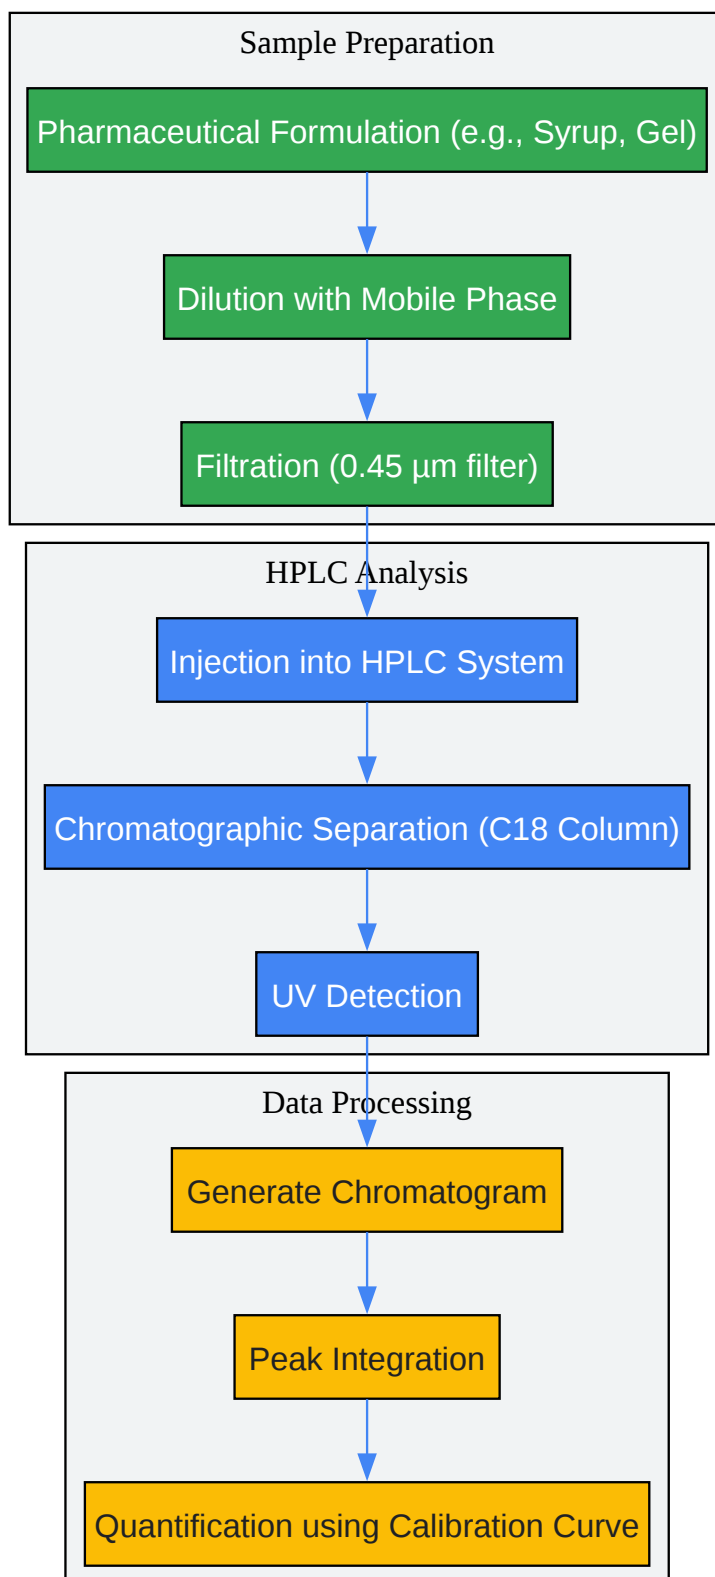 Sample Preparation
Pharmaceutical Formulation (e.g., Syrup, Gel)
Dilution with Mobile Phase
Filtration (0.45 µm filter)
HPLC Analysis
Injection into HPLC System
Chromatographic Separation (C18 Column)
UV Detection
Data Processing
Generate Chromatogram
Peak Integration
Quantification using Calibration Curve